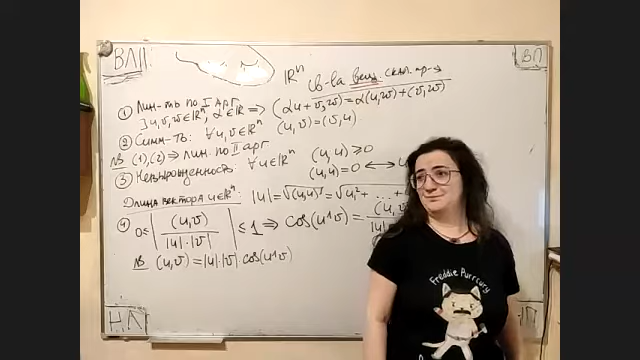 ВЛП
ВП
ℝⁿ св-ва вещ. скал. пр-я
① Лин-ть по I арг.
∃ u, v, w ∈ ℝⁿ, α ∈ ℝ ⇒ (αu + v, w) = α(u, w) + (v, w)
② Симм-ть: ∀ u, v ∈ ℝⁿ (u, v) = (v, u).
NB (1), (2) ⇒ лин. по II арг
③ Невырожденность: ∀ u ∈ ℝⁿ (u, u) ≥ 0
(u, u) = 0 ⟷ u
Длина вектора u ∈ ℝⁿ: |u| = √(u, u) = √u₁² + ... +
④ 0 ≤ | (u, v) / |u|·|v| | ≤ 1 ⇒ cos(u^v) = (u, v) / |u|
NB (u, v) = |u|·|v|·cos(u^v)
НЛ
Freddie Purrcury